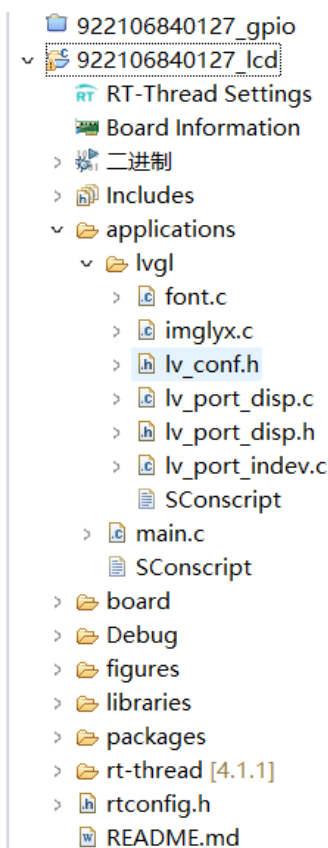 922106840127_gpio
922106840127_lcd
RT-Thread Settings
Board Information
二进制
Includes
applications
lvgl
font.c
imglyx.c
lv_conf.h
lv_port_disp.c
lv_port_disp.h
lv_port_indev.c
SConscript
main.c
SConscript
board
Debug
figures
libraries
packages
rt-thread [4.1.1]
rtconfig.h
README.md